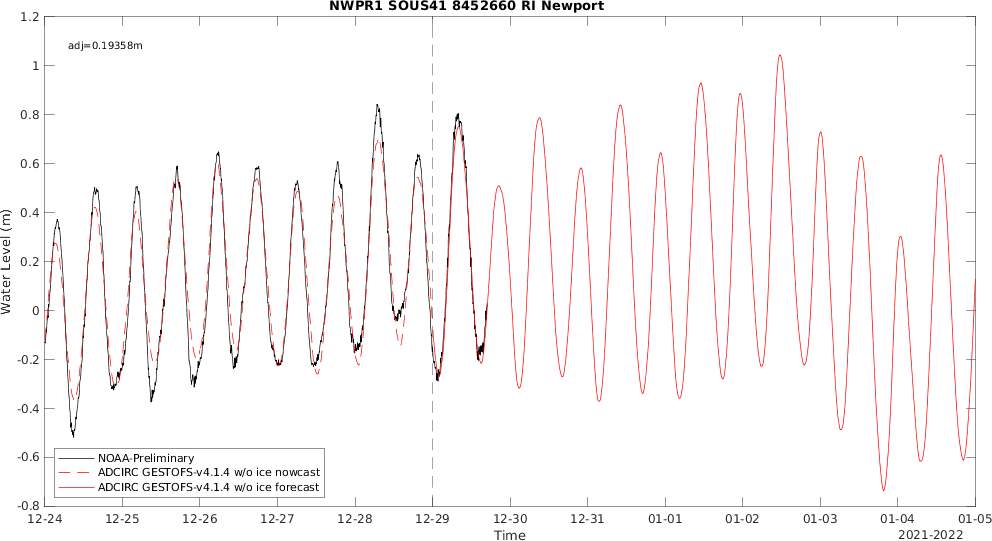 NWPR1 SOUS41 8452660 RI Newport
adj=0.19358m
Water Level (m)
1.2
1
0.8
0.6
0.4
0.2
0
-0.2
-0.4
-0.6
-0.8
NOAA-Preliminary
ADCIRC GESTOFS-v4.1.4 w/o ice nowcast
ADCIRC GESTOFS-v4.1.4 w/o ice forecast
12-24 12-25 12-26 12-27 12-28 12-29 12-30 12-31 01-01 01-02 01-03 01-04 01-05
Time
2021-2022